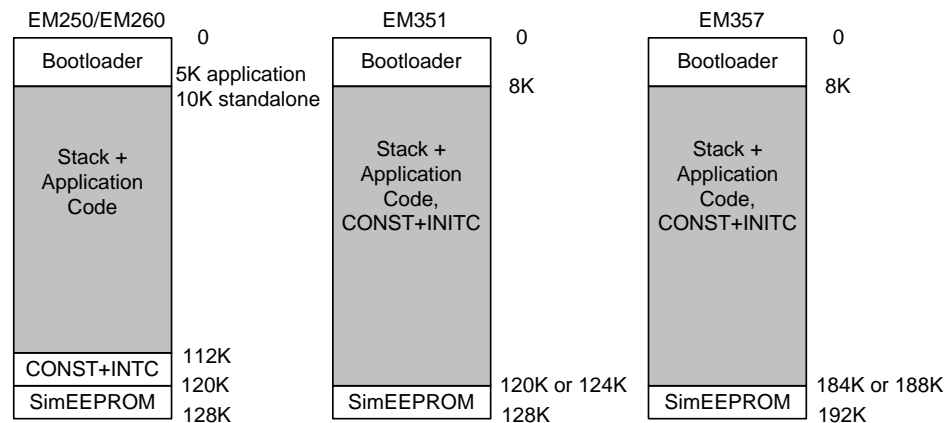 EM250/EM260
0
Bootloader
5K application
10K standalone
Stack +
Application
Code
112K
CONST+INTC
120K
SimEEPROM
128K
EM351
0
Bootloader
8K
Stack +
Application
Code,
CONST+INITC
120K or 124K
SimEEPROM
128K
EM357
0
Bootloader
8K
Stack +
Application
Code,
CONST+INITC
184K or 188K
SimEEPROM
192K